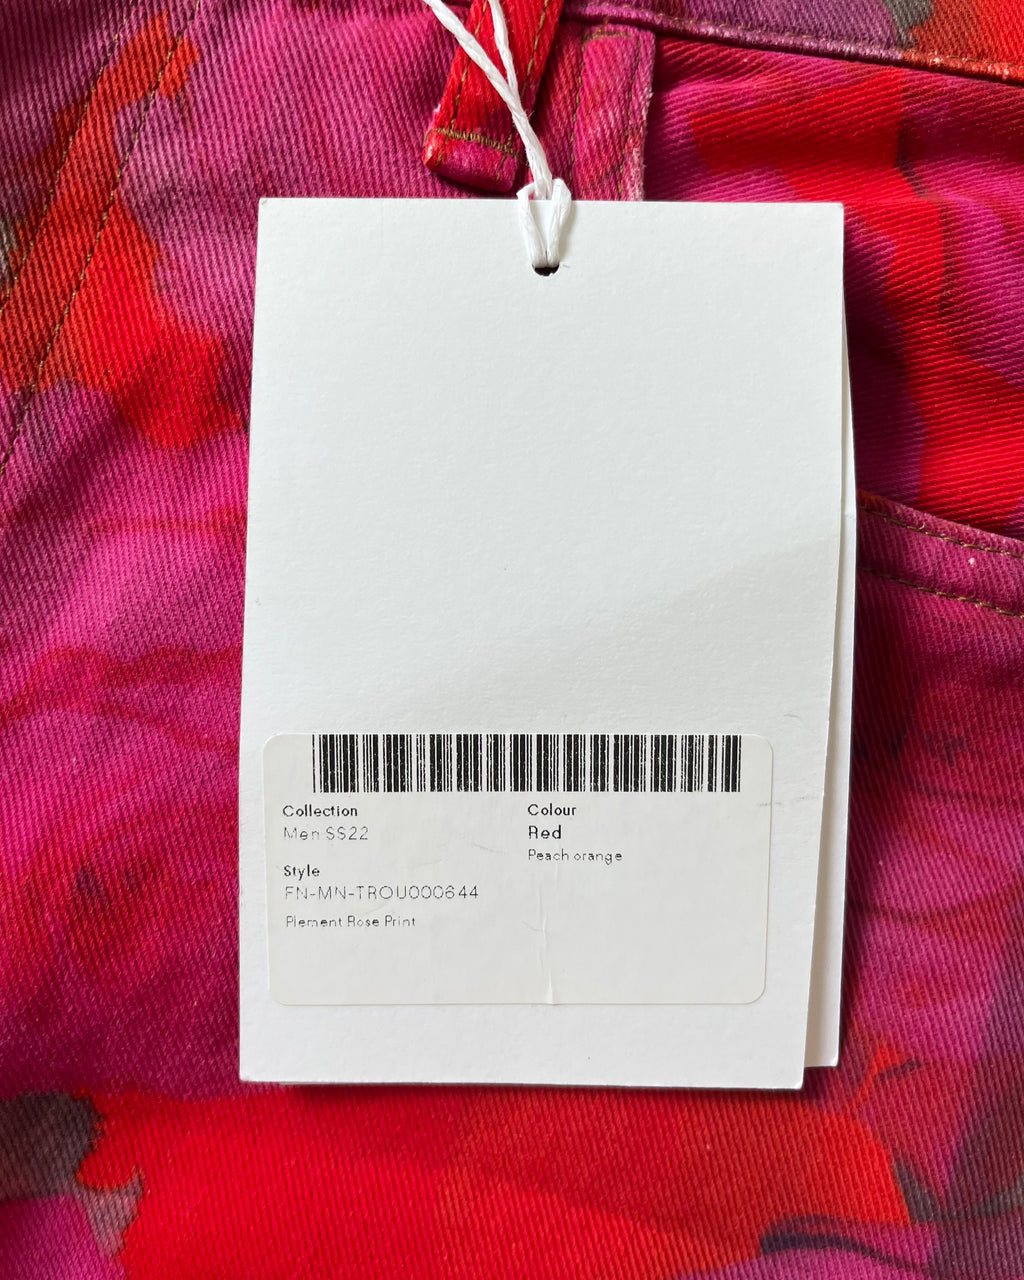 Collection
Men SS22
Style
FN-MN-TROU000644
Plement Rose Print
Colour
Red
Peach orange